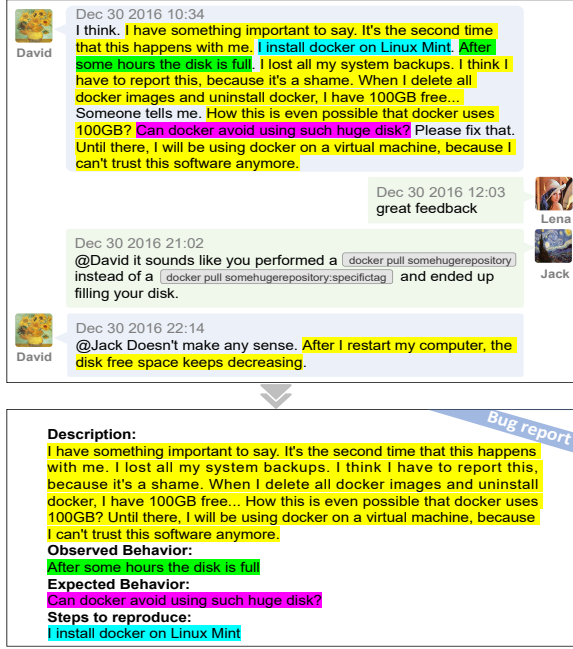 Dec 30 2016 10:34
I think. I have something important to say. It's the second time
that this happens with me. I install docker on Linux Mint. After
some hours the disk is full. I lost all my system backups. I think I
have to report this, because it's a shame. When I delete all
docker images and uninstall docker, I have 100GB free...
Someone tells me. How this is even possible that docker uses
100GB? Can docker avoid using such huge disk? Please fix that.
Until there, I will be using docker on a virtual machine, because I
can't trust this software anymore.
David
Dec 30 2016 12:03
great feedback
Lena
Dec 30 2016 21:02
@David it sounds like you performed a docker pull somehugerepository
instead of a docker pull somehugerepository:specifictag and ended up
filling your disk.
Jack
Dec 30 2016 22:14
@Jack Doesn't make any sense. After I restart my computer, the
disk free space keeps decreasing.
David
Bug report
Description:
I have something important to say. It's the second time that this happens
with me. I lost all my system backups. I think I have to report this,
because it's a shame. When I delete all docker images and uninstall
docker, I have 100GB free... How this is even possible that docker uses
100GB? Until there, I will be using docker on a virtual machine, because
I can't trust this software anymore.
Observed Behavior:
After some hours the disk is full
Expected Behavior:
Can docker avoid using such huge disk?
Steps to reproduce:
I install docker on Linux Mint